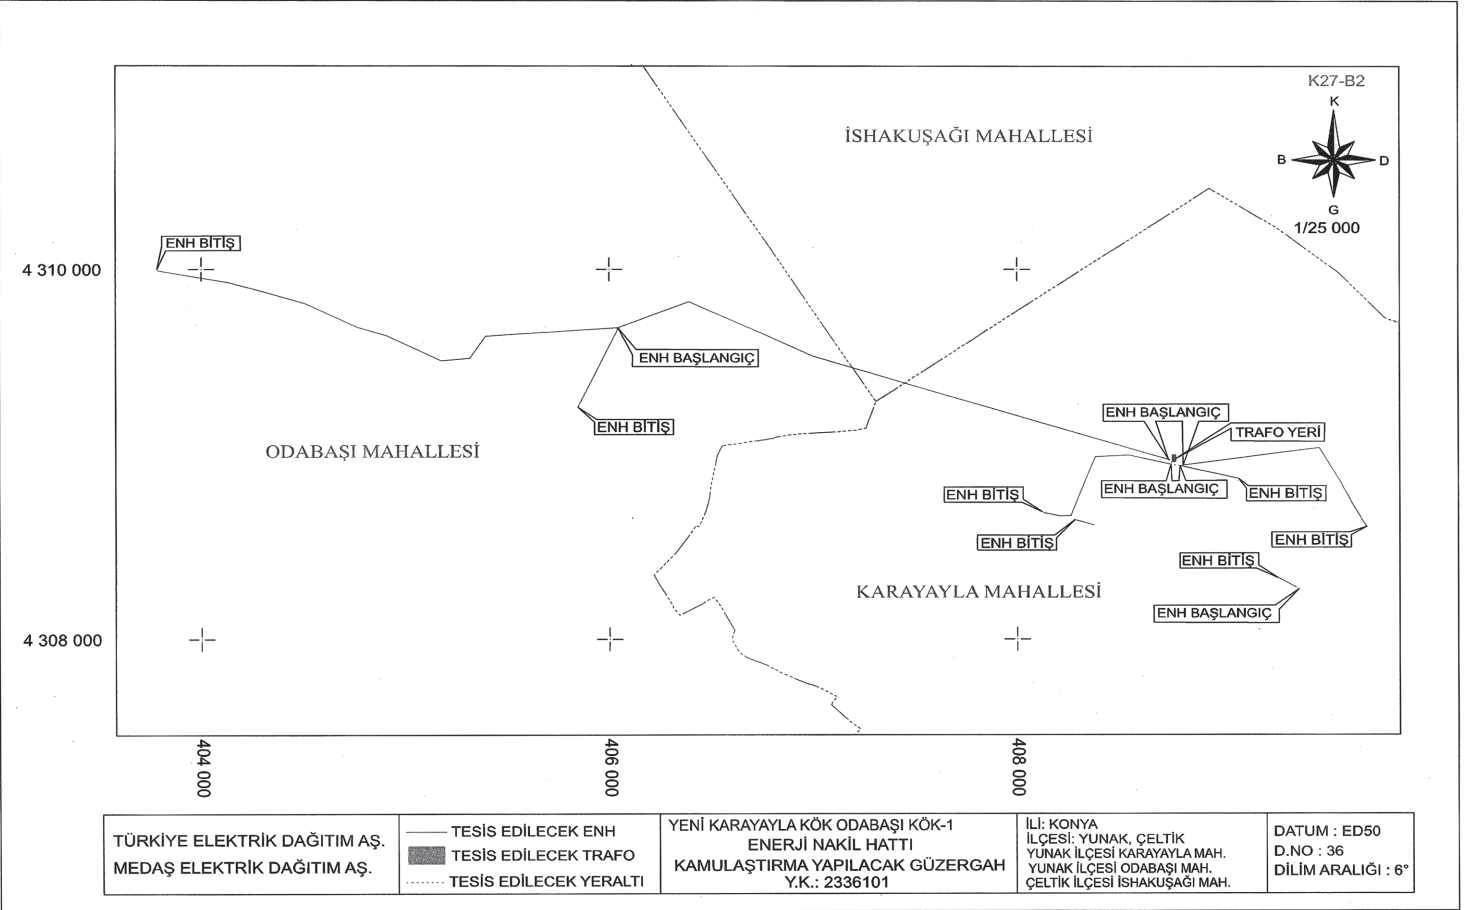 K27-B2
K
İSHAKUŞAĞI MAHALLESİ
B
D
G
1/25 000
ENH BİTİŞ
4 310 000
ENH BAŞLANGIÇ
ENH BİTİŞ
ENH BAŞLANGIÇ
TRAFO YERİ
ODABAŞI MAHALLESİ
ENH BİTİŞ
ENH BAŞLANGIÇ
ENH BİTİŞ
ENH BİTİŞ
ENH BİTİŞ
ENH BİTİŞ
KARAYAYLA MAHALLESİ
ENH BAŞLANGIÇ
4 308 000
404 000
406 000
408 000
TÜRKİYE ELEKTRİK DAĞITIM AŞ.
MEDAŞ ELEKTRİK DAĞITIM AŞ.
TESİS EDİLECEK ENH
TESİS EDİLECEK TRAFO
TESİS EDİLECEK YERALTI
YENİ KARAYAYLA KÖK ODABAŞI KÖK-1
ENERJİ NAKİL HATTI
KAMULAŞTIRMA YAPILACAK GÜZERGAH
Y.K.: 2336101
İLİ: KONYA
İLÇESİ: YUNAK, ÇELTİK
YUNAK İLÇESİ KARAYAYLA MAH.
YUNAK İLÇESİ ODABAŞI MAH.
ÇELTİK İLÇESİ İSHAKUŞAĞI MAH.
DATUM : ED50
D.NO : 36
DİLİM ARALIĞI : 6°